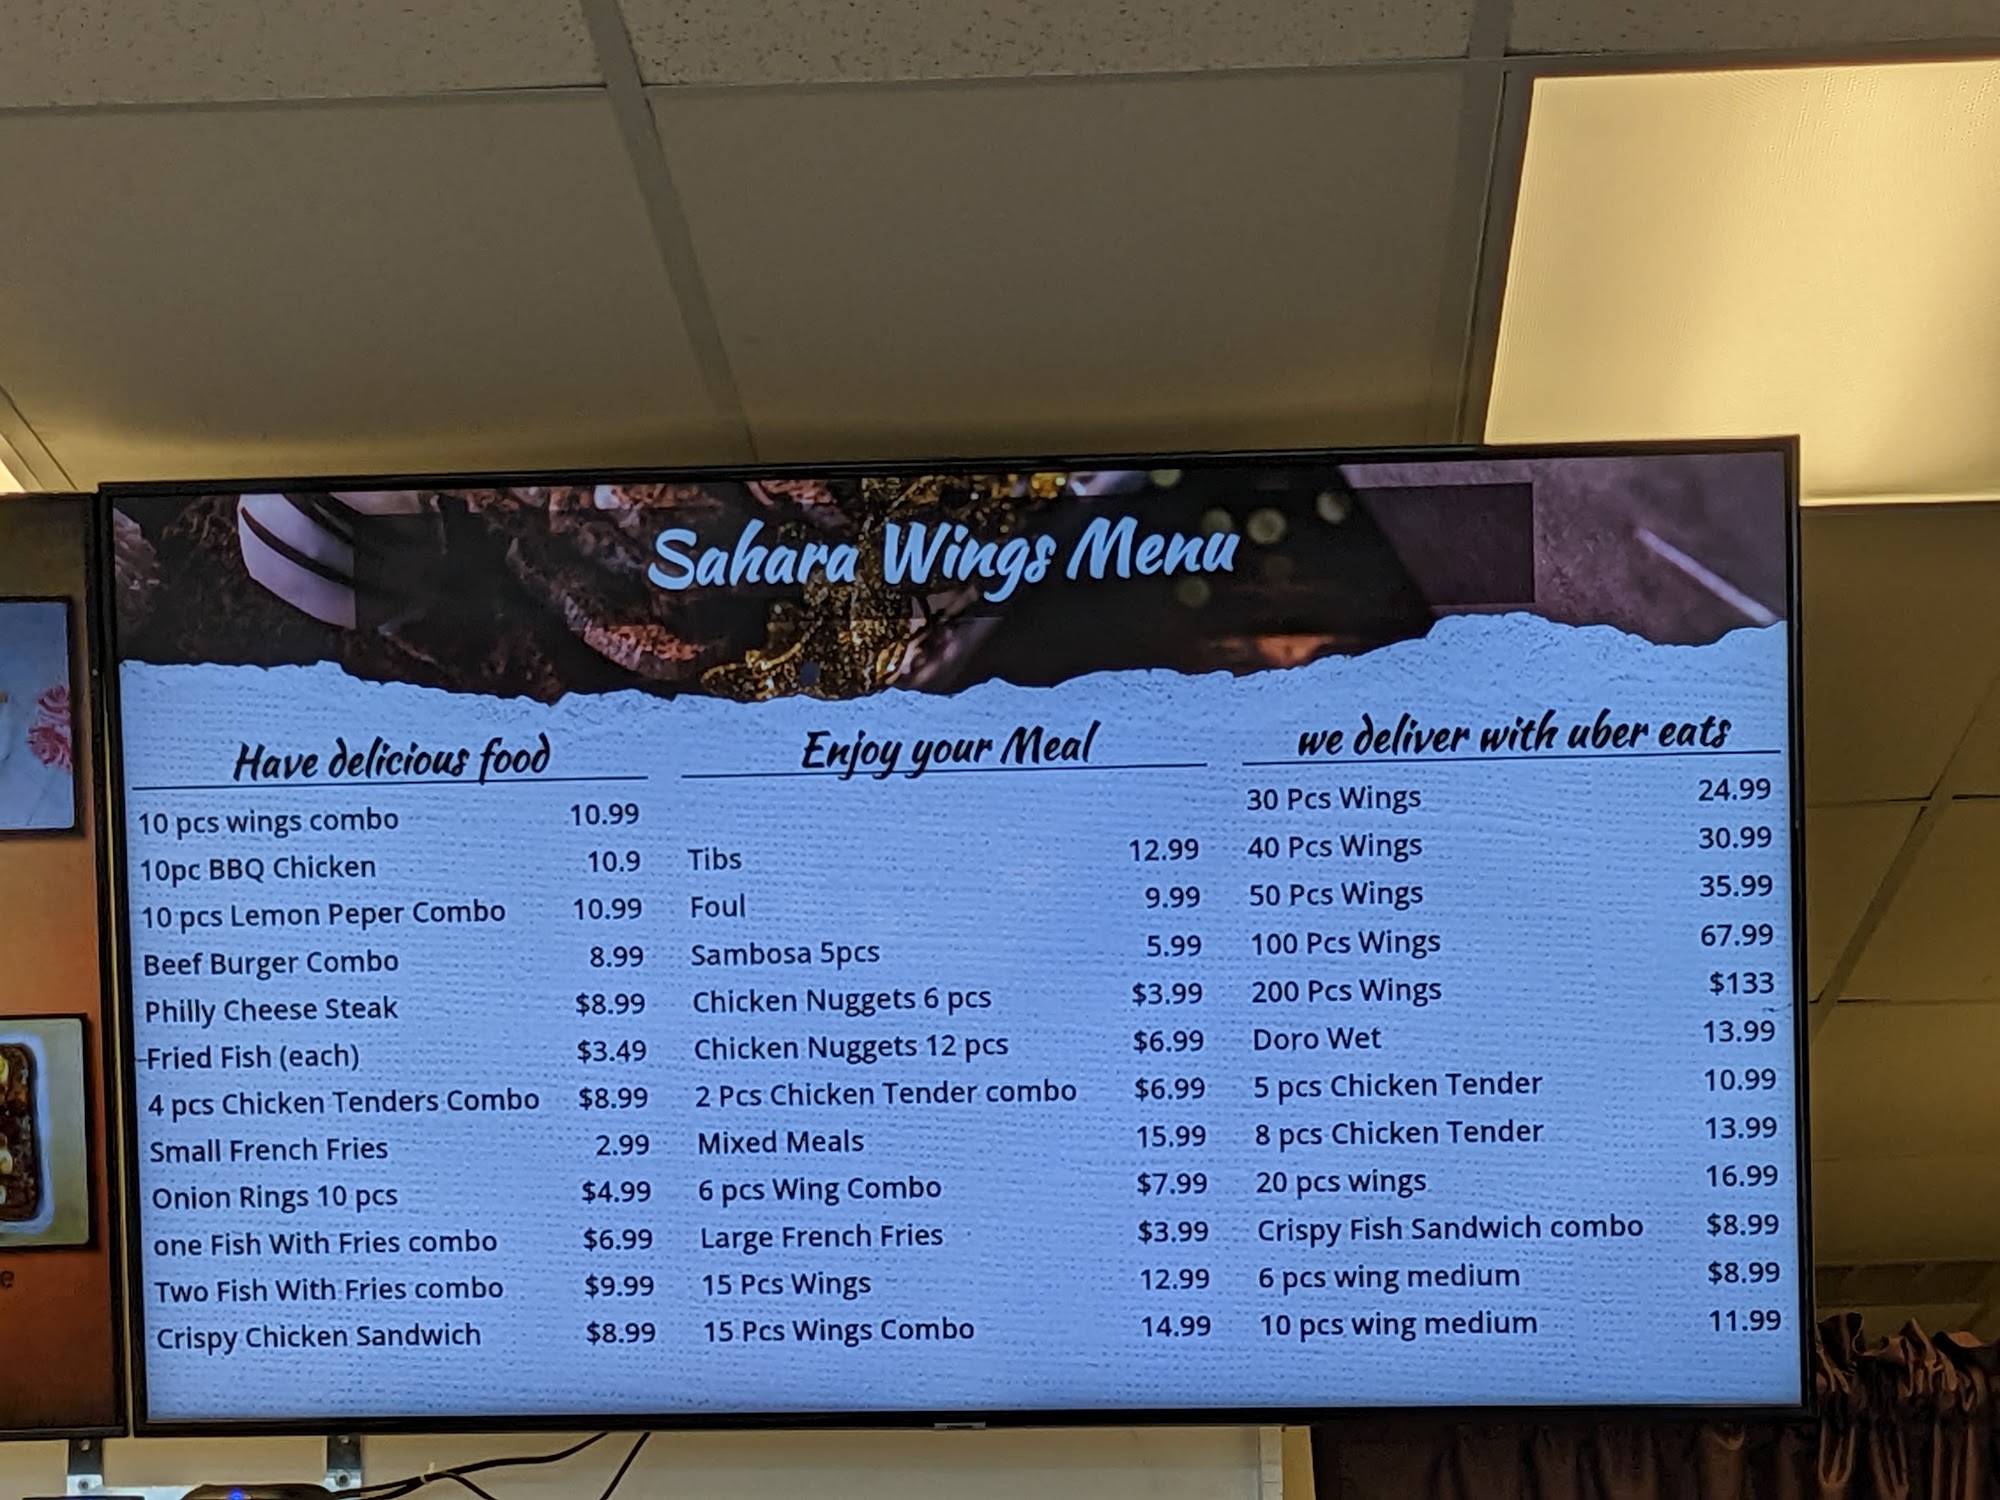 Sahara Wings Menu
Have delicious food
10 pcs wings combo 10.99
10pc BBQ Chicken 10.9
10 pcs Lemon Peper Combo 10.99
Beef Burger Combo 8.99
Philly Cheese Steak $8.99
Fried Fish (each) $3.49
4 pcs Chicken Tenders Combo $8.99
Small French Fries 2.99
Onion Rings 10 pcs $4.99
one Fish With Fries combo $6.99
Two Fish With Fries combo $9.99
Crispy Chicken Sandwich $8.99
Enjoy your Meal
Tibs 12.99
Foul 9.99
Sambosa 5pcs 5.99
Chicken Nuggets 6 pcs $3.99
Chicken Nuggets 12 pcs $6.99
2 Pcs Chicken Tender combo $6.99
Mixed Meals 15.99
6 pcs Wing Combo $7.99
Large French Fries $3.99
15 Pcs Wings 12.99
15 Pcs Wings Combo 14.99
we deliver with uber eats
30 Pcs Wings 24.99
40 Pcs Wings 30.99
50 Pcs Wings 35.99
100 Pcs Wings 67.99
200 Pcs Wings $133
Doro Wet 13.99
5 pcs Chicken Tender 10.99
8 pcs Chicken Tender 13.99
20 pcs wings 16.99
Crispy Fish Sandwich combo $8.99
6 pcs wing medium $8.99
10 pcs wing medium 11.99